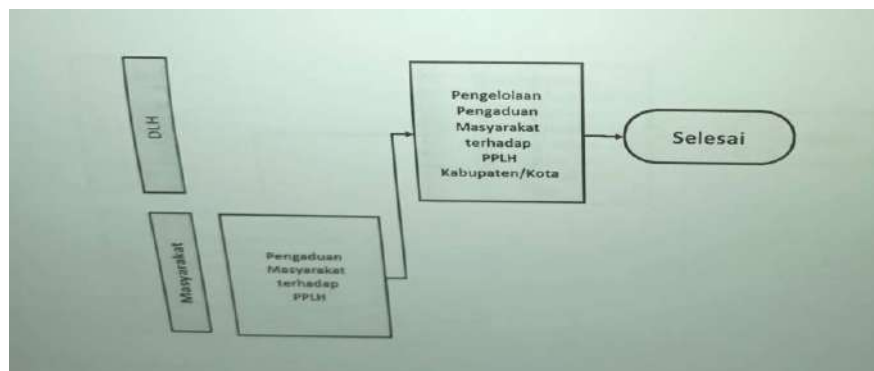 DLH
Pengelolaan
Pengaduan
Masyarakat
terhadap
PPLH
Kabupaten/Kota
Selesai
Masyarakat
Pengaduan
Masyarakat
terhadap
PPLH